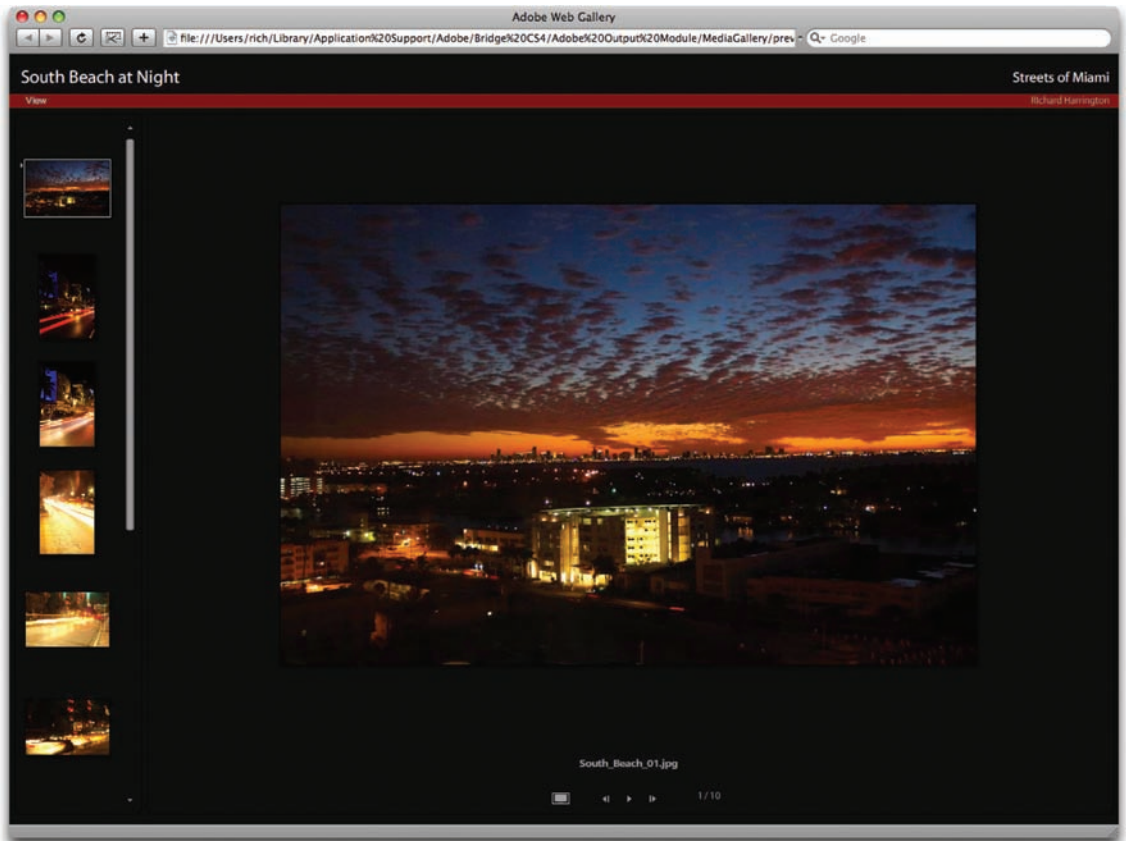 Adobe Web Gallery
file:///Users/rich/Library/Application%20Support/Adobe/Bridge%20CS4/Adobe%20Output%20Module/MediaGallery/prev
Google
South Beach at Night
Streets of Miami
View
Richard Harrington
South_Beach_01.jpg
1/10